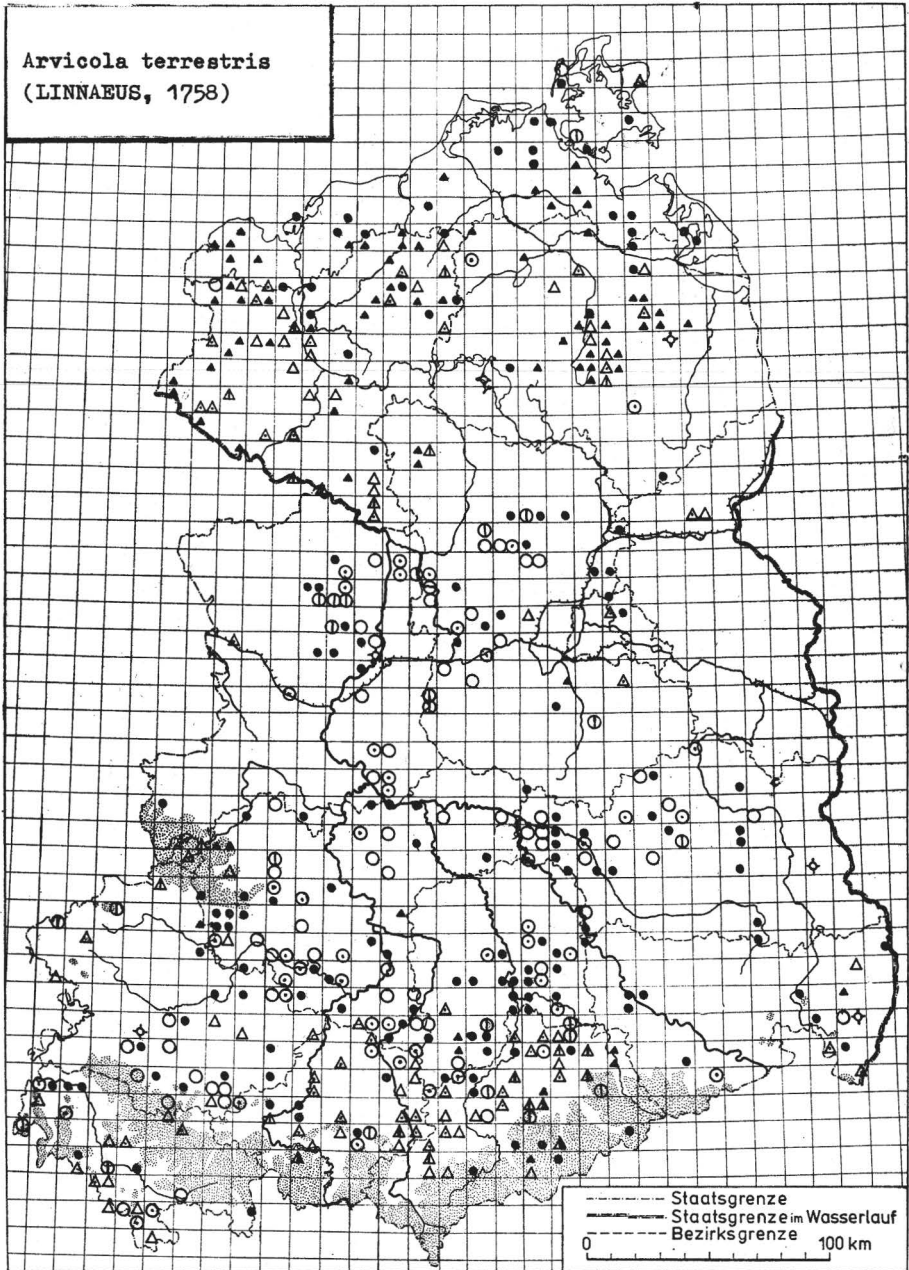 Arvicola terrestris
(LINNAEUS, 1758)
Staatsgrenze
Staatsgrenze im Wasserlauf
Bezirksgrenze
0 100 km